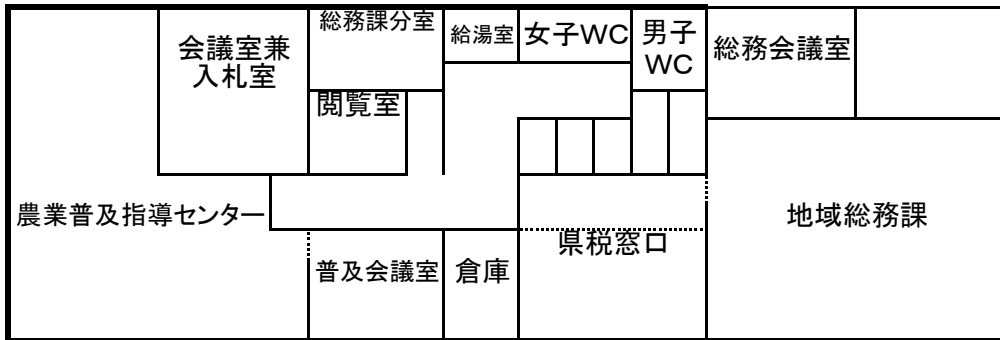 会議室兼
入札室
総務課分室
給湯室
女子WC
男子
WC
総務会議室
閲覧室
農業普及指導センター
地域総務課
県税窓口
普及会議室
倉庫